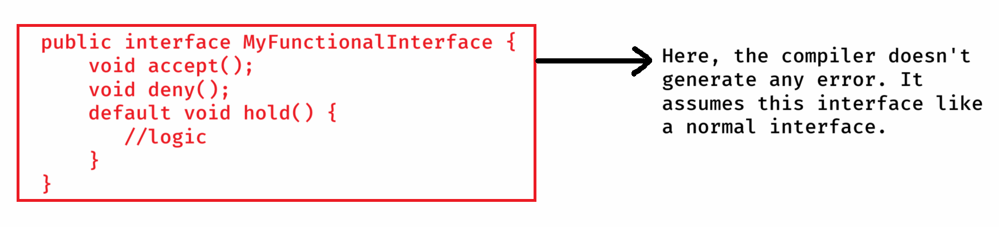 public interface MyFunctionalInterface {
    void accept();
    void deny();
    default void hold() {
       //logic
    }
}
Here, the compiler doesn't
generate any error. It
assumes this interface like
a normal interface.